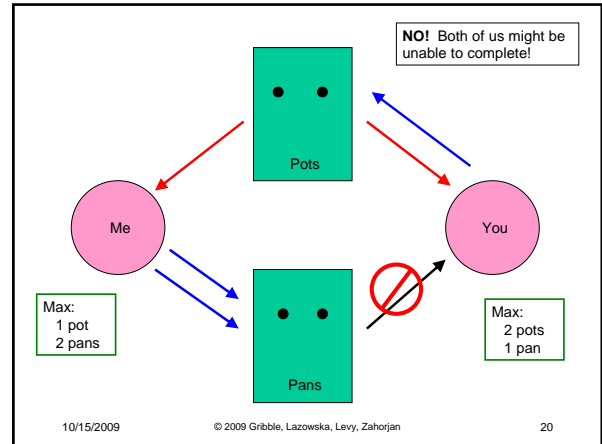 NO! Both of us might be
unable to complete!
Pots
Me
You
Max:
1 pot
2 pans
Max:
2 pots
1 pan
Pans
10/15/2009
© 2009 Gribble, Lazowska, Levy, Zahorjan
20